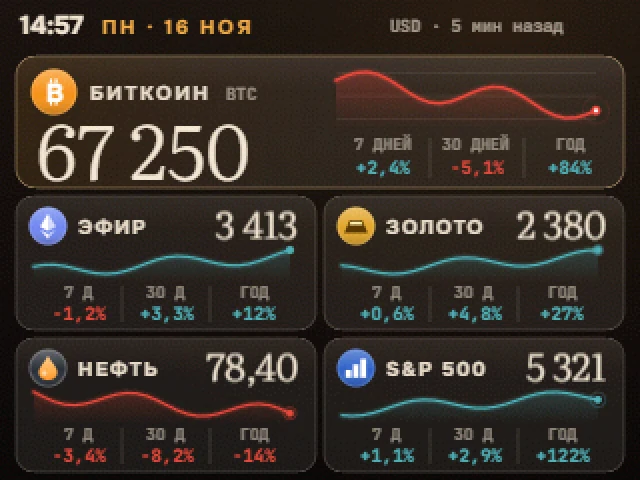 14:57 ПН · 16 НОЯ USD · 5 мин назад
БИТКОИН BTC
67 250
7 ДНЕЙ 30 ДНЕЙ ГОД
+2,4% -5,1% +84%
ЭФИР 3 413
7 Д 30 Д ГОД
-1,2% +3,3% +12%
ЗОЛОТО 2 380
7 Д 30 Д ГОД
+0,6% +4,8% +27%
НЕФТЬ 78,40
7 Д 30 Д ГОД
-3,4% -8,2% -14%
S&P 500 5 321
7 Д 30 Д ГОД
+1,1% +2,9% +122%